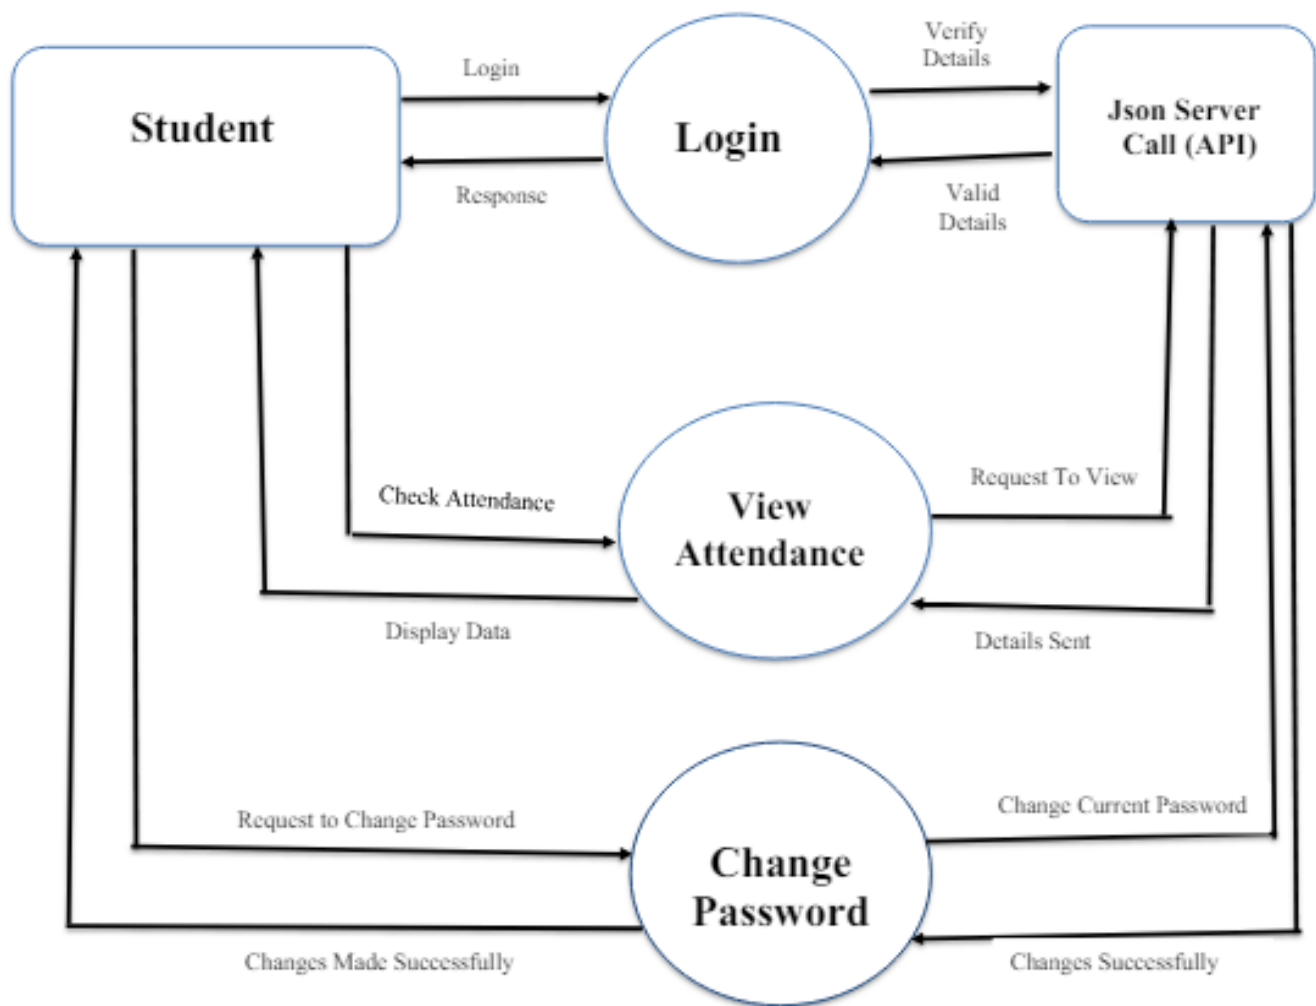 Verify
Details
Login
Student
Login
Json Server
Call (API)
Response
Valid
Details
Check Attendance
View
Attendance
Request To View
Display Data
Details Sent
Request to Change Password
Change Current Password
Change
Password
Changes Made Successfully
Changes Successfully